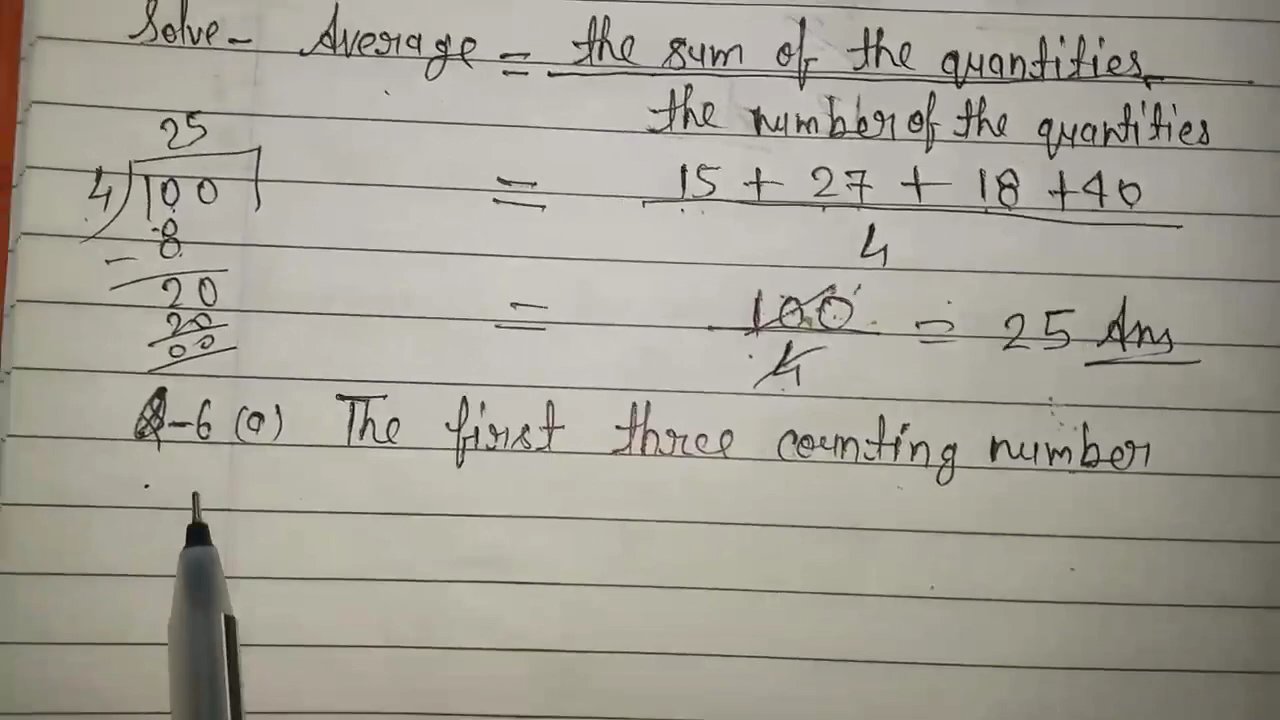 Solve - Average = the sum of the quantities
the number of the quantities
= 15 + 27 + 18 + 40
4
= 100 = 25 Ans
4
25
4 100
- 8
20
20
00
Q-6 (a) The first three counting number